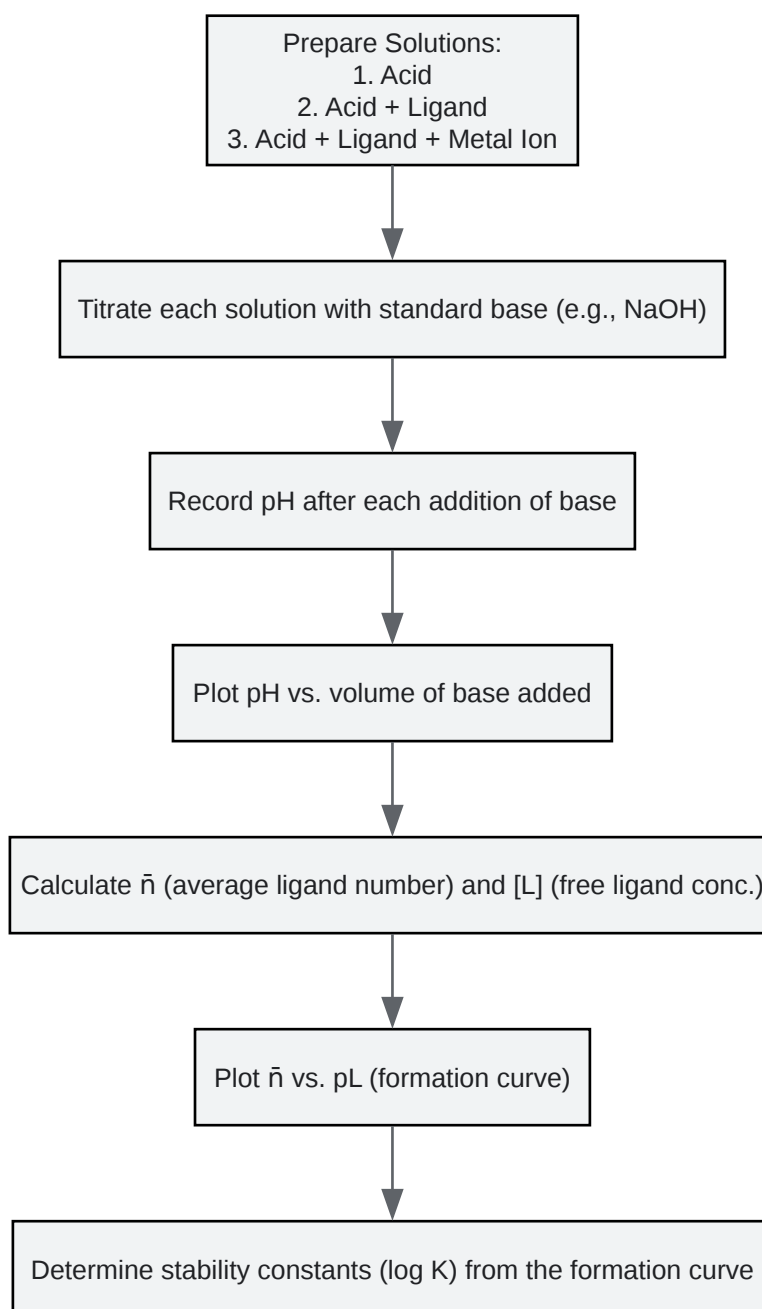 Prepare Solutions:
1. Acid
2. Acid + Ligand
3. Acid + Ligand + Metal Ion
Titrate each solution with standard base (e.g., NaOH)
Record pH after each addition of base
Plot pH vs. volume of base added
Calculate n̄ (average ligand number) and [L] (free ligand conc.)
Plot n̄ vs. pL (formation curve)
Determine stability constants (log K) from the formation curve